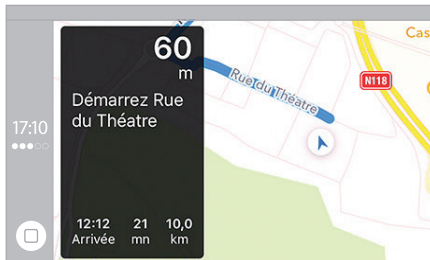 17:10
60
m
Démarrez Rue
du Théatre
12:12 21 10,0
Arrivée mn km
Rue du Théatre
N118
Cas